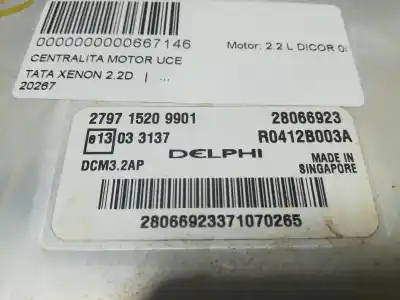 0000000000667146
Motor: 2.2 L DICOR
CENTRALITA MOTOR UCE
TATA XENON 2.2D | ...
20267
2797 1520 9901
28066923
e13 03 3137
R0412B003A
DELPHI
DCM3.2AP
MADE IN
SINGAPORE
28066923371070265